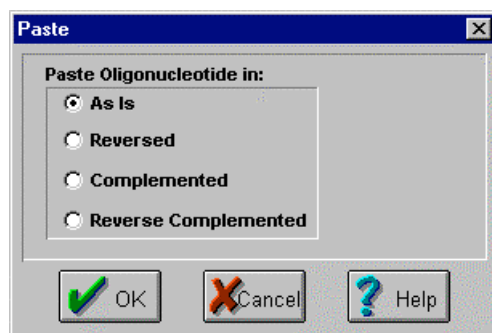 Paste
Paste Oligonucleotide in:
As Is
Reversed
Complemented
Reverse Complemented
OK Cancel Help